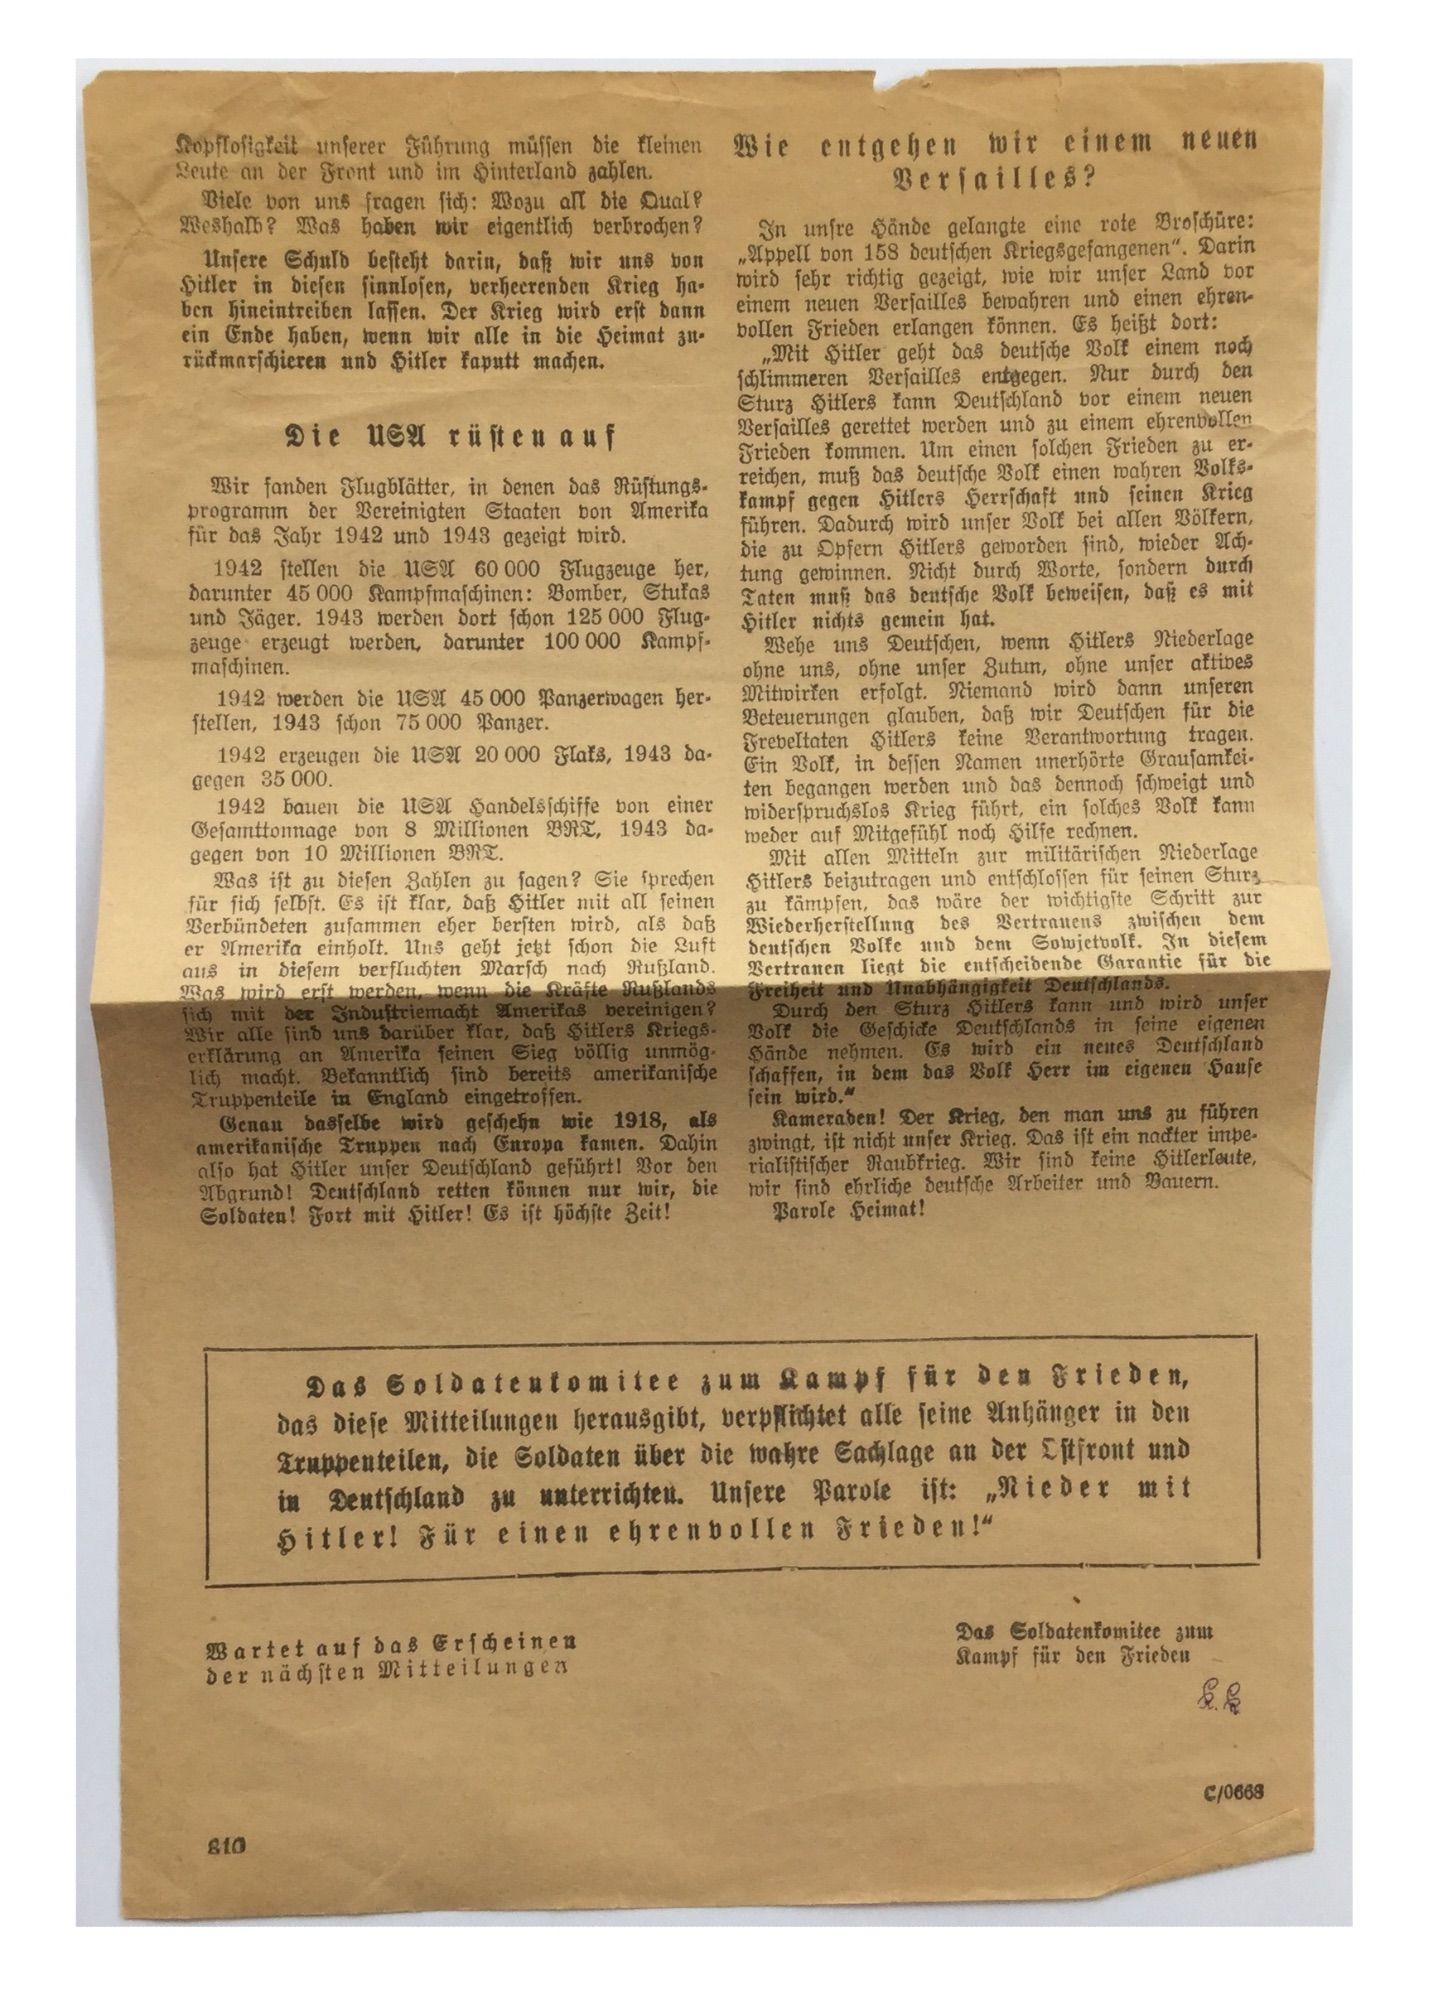 Kopflosigkeit unserer Führung müssen die kleinen
Leute an der Front und im Hinterland zahlen.
Viele von uns fragen sich: Wozu all die Qual?
Weshalb? Was haben wir eigentlich verbrochen?
Unsere Schuld besteht darin, daß wir uns von
Hitler in diesen sinnlosen, verheerenden Krieg ha-
ben hineintreiben lassen. Der Krieg wird erst dann
ein Ende haben, wenn wir alle in die Heimat zu-
rückmarschieren und Hitler kaputt machen.
Die USA rüsten auf
Wir fanden Flugblätter, in denen das Rüstungs-
programm der Vereinigten Staaten von Amerika
für das Jahr 1942 und 1943 gezeigt wird.
1942 stellen die USA 60 000 Flugzeuge her,
darunter 45 000 Kampfmaschinen: Bomber, Stukas
und Jäger. 1943 werden dort schon 125 000 Flug-
zeuge erzeugt werden, darunter 100 000 Kampf-
maschinen.
1942 werden die USA 45 000 Panzerwagen her-
stellen, 1943 schon 75 000 Panzer.
1942 erzeugen die USA 20 000 Flaks, 1943 da-
gegen 35 000.
1942 bauen die USA Handelsschiffe von einer
Gesamttonnage von 8 Millionen BRT, 1943 da-
gegen von 10 Millionen BRT.
Was ist zu diesen Zahlen zu sagen? Sie sprechen
für sich selbst. Es ist klar, daß Hitler mit all seinen
Verbündeten zusammen eher bersten wird, als daß
er Amerika einholt. Uns geht jetzt schon die Luft
aus in diesem verfluchten Marsch nach Rußland.
Was wird erst werden, wenn die Kräfte Rußlands
sich mit der Industriemacht Amerikas vereinigen?
Wir alle sind uns darüber klar, daß Hitlers Kriegs-
erklärung an Amerika seinen Sieg völlig unmög-
lich macht. Bekanntlich sind bereits amerikanische
Truppenteile in England eingetroffen.
Genau dasselbe wird geschehn wie 1918, als
amerikanische Truppen nach Europa kamen. Dahin
also hat Hitler unser Deutschland geführt! Vor den
Abgrund! Deutschland retten können nur wir, die
Soldaten! Fort mit Hitler! Es ist höchste Zeit!
Wie entgehen wir einem neuen
Versailles?
In unsre Hände gelangte eine rote Broschüre:
„Appell von 158 deutschen Kriegsgefangenen“. Darin
wird sehr richtig gezeigt, wie wir unser Land vor
einem neuen Versailles bewahren und einen ehren-
vollen Frieden erlangen können. Es heißt dort:
„Mit Hitler geht das deutsche Volk einem noch
schlimmeren Versailles entgegen. Nur durch den
Sturz Hitlers kann Deutschland vor einem neuen
Versailles gerettet werden und zu einem ehrenvollen
Frieden kommen. Um einen solchen Frieden zu er-
reichen, muß das deutsche Volk einen wahren Volks-
kampf gegen Hitlers Herrschaft und seinen Krieg
führen. Dadurch wird unser Volk bei allen Völkern,
die zu Opfern Hitlers geworden sind, wieder Ach-
tung gewinnen. Nicht durch Worte, sondern durch
Taten muß das deutsche Volk beweisen, daß es mit
Hitler nichts gemein hat.
Wehe uns Deutschen, wenn Hitlers Niederlage
ohne uns, ohne unser Zutun, ohne unser aktives
Mitwirken erfolgt. Niemand wird dann unseren
Beteuerungen glauben, daß wir Deutschen für die
Freveltaten Hitlers keine Verantwortung tragen.
Ein Volk, in dessen Namen unerhörte Grausamkei-
ten begangen werden und das dennoch schweigt und
widerspruchslos Krieg führt, ein solches Volk kann
weder auf Mitgefühl noch Hilfe rechnen.
Mit allen Mitteln zur militärischen Niederlage
Hitlers beizutragen und entschlossen für seinen Sturz
zu kämpfen, das wäre der wichtigste Schritt zur
Wiederherstellung des Vertrauens zwischen dem
deutschen Volke und dem Sowjetvolk. In diesem
Vertrauen liegt die entscheidende Garantie für die
Freiheit und Unabhängigkeit Deutschlands.
Durch den Sturz Hitlers kann und wird unser
Volk die Geschicke Deutschlands in seine eigenen
Hände nehmen. Es wird ein neues Deutschland
schaffen, in dem das Volk Herr im eigenen Hause
sein wird.“
Kameraden! Der Krieg, den man uns zu führen
zwingt, ist nicht unser Krieg. Das ist ein nackter impe-
rialistischer Raubkrieg. Wir sind keine Hitlerleute,
wir sind ehrliche deutsche Arbeiter und Bauern.
Parole Heimat!
Das Soldatenkomitee zum Kampf für den Frieden,
das diese Mitteilungen herausgibt, verpflichtet alle seine Anhänger in den
Truppenteilen, die Soldaten über die wahre Sachlage an der Ostfront und
in Deutschland zu unterrichten. Unsere Parole ist: „Nieder mit
Hitler! Für einen ehrenvollen Frieden!“
Wartet auf das Erscheinen
der nächsten Mitteilungen
Das Soldatenkomitee zum
Kampf für den Frieden
C/0668
810